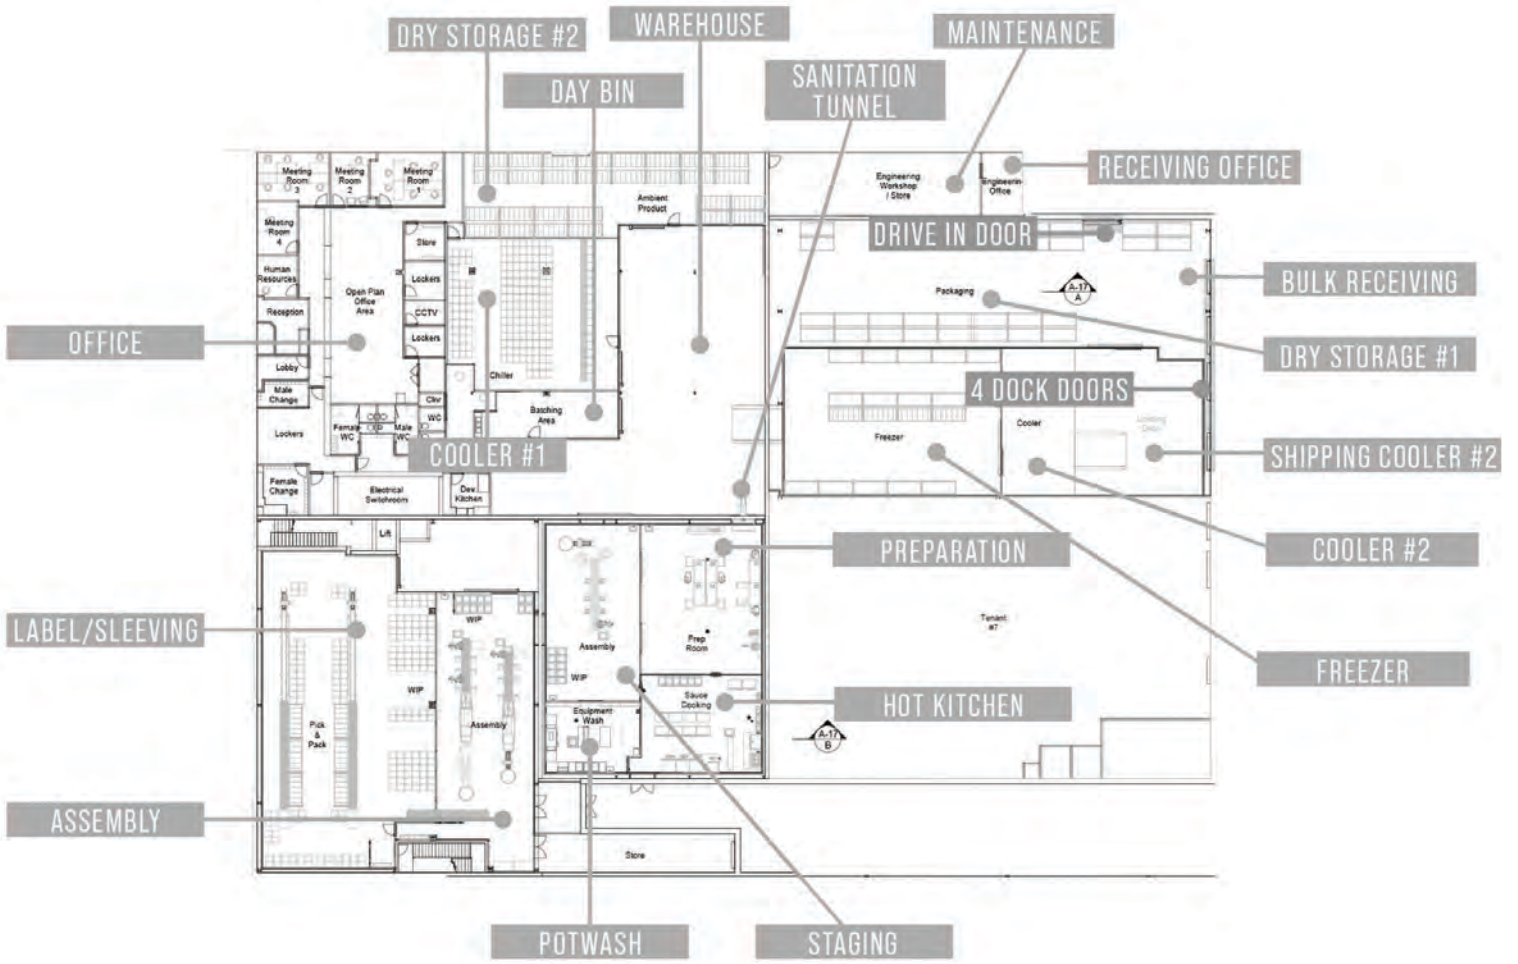 WAREHOUSE
DRY STORAGE #2
MAINTENANCE
SANITATION
TUNNEL
DAY BIN
RECEIVING OFFICE
DRIVE IN DOOR
BULK RECEIVING
OFFICE
DRY STORAGE #1
4 DOCK DOORS
COOLER #1
SHIPPING COOLER #2
PREPARATION
COOLER #2
LABEL/SLEEVING
FREEZER
HOT KITCHEN
ASSEMBLY
POTWASH
STAGING
Meeting
Room
3
Meeting
Room
2
Meeting
Room
1
Meeting
Room
4
Human
Resources
Reception
Lobby
Male
Change
Lockers
Female
Change
Open Plan
Office
Area
Store
Lockers
CCTV
Lockers
WC
Female
WC
Male
WC
Electrical
Switchroom
Dev
Kitchen
Lift
Chiller
Ambient
Product
Area
Engineering
Workshop
/ Store
Office
Packaging
A-17
A
Freezer
Cooler
Tenant
#7
A-17
B
WIP
Pick
&
Pack
WIP
Assembly
Assembly
WIP
Equipment
Wash
Prep
Room
Sauce
Cooking
Store